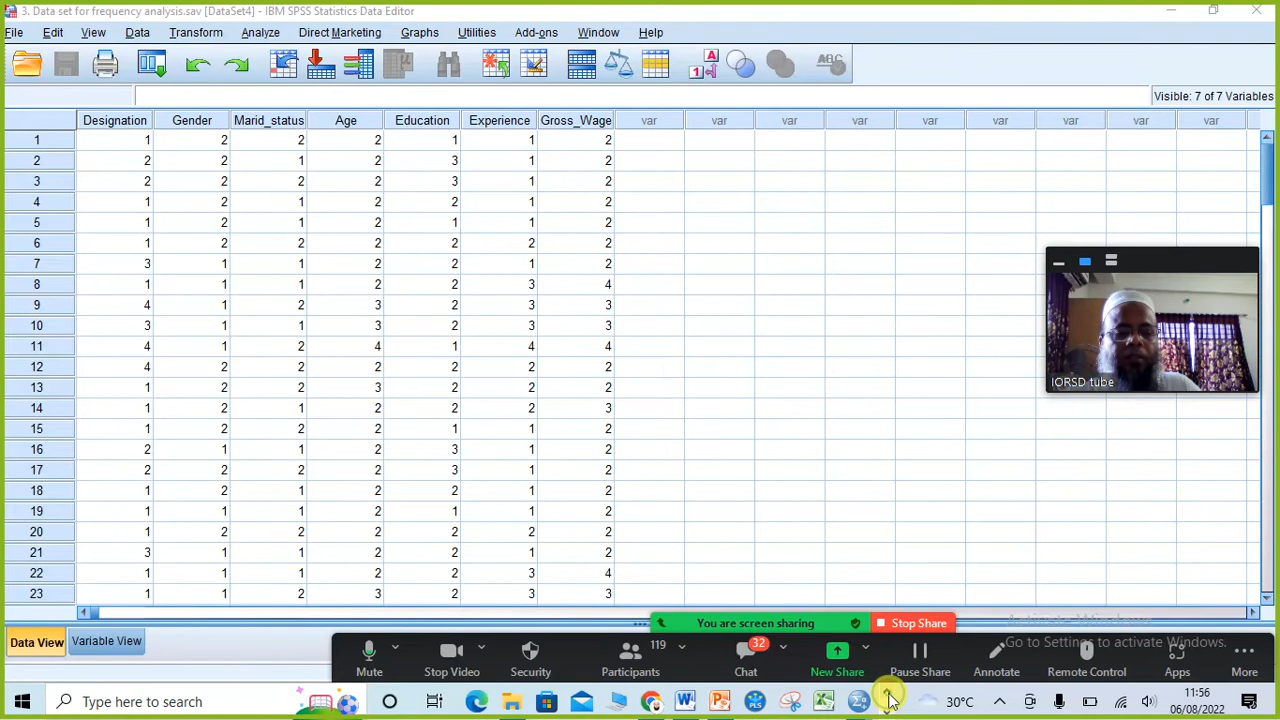 3. Data set for frequency analysis.sav [DataSet4] - IBM SPSS Statistics Data Editor
File Edit View Data Transform Analyze Direct Marketing Graphs Utilities Add-ons Window Help
Visible: 7 of 7 Variables
Designation Gender Marid_status Age Education Experience Gross_Wage var var var var var var var var var
1 1 2 2 2 1 1 2
2 2 2 1 2 3 1 2
3 2 2 2 2 3 1 2
4 1 2 1 2 2 1 2
5 1 2 1 2 1 1 2
6 1 2 2 2 2 2 2
7 3 1 1 2 2 1 2
8 1 1 1 2 2 3 4
9 4 1 2 3 2 3 3
10 3 1 1 3 2 3 3
11 4 1 2 4 1 4 4
12 4 1 2 2 2 2 2
13 1 2 2 3 2 2 2
14 1 2 1 2 2 2 3
15 1 2 2 2 1 1 2
16 2 1 1 2 3 1 2
17 2 2 2 2 3 1 2
18 1 2 1 2 2 1 2
19 1 1 1 2 1 1 2
20 1 2 2 2 2 2 2
21 3 1 1 2 2 1 2
22 1 1 1 2 2 3 4
23 1 1 2 3 2 3 3
IORSD tube
You are screen sharing Stop Share
Activate Windows
Go to Settings to activate Windows.
Data View Variable View
119 32
Mute Stop Video Security Participants Chat New Share Pause Share Annotate Remote Control Apps More
Type here to search
30°C
11:56
06/08/2022